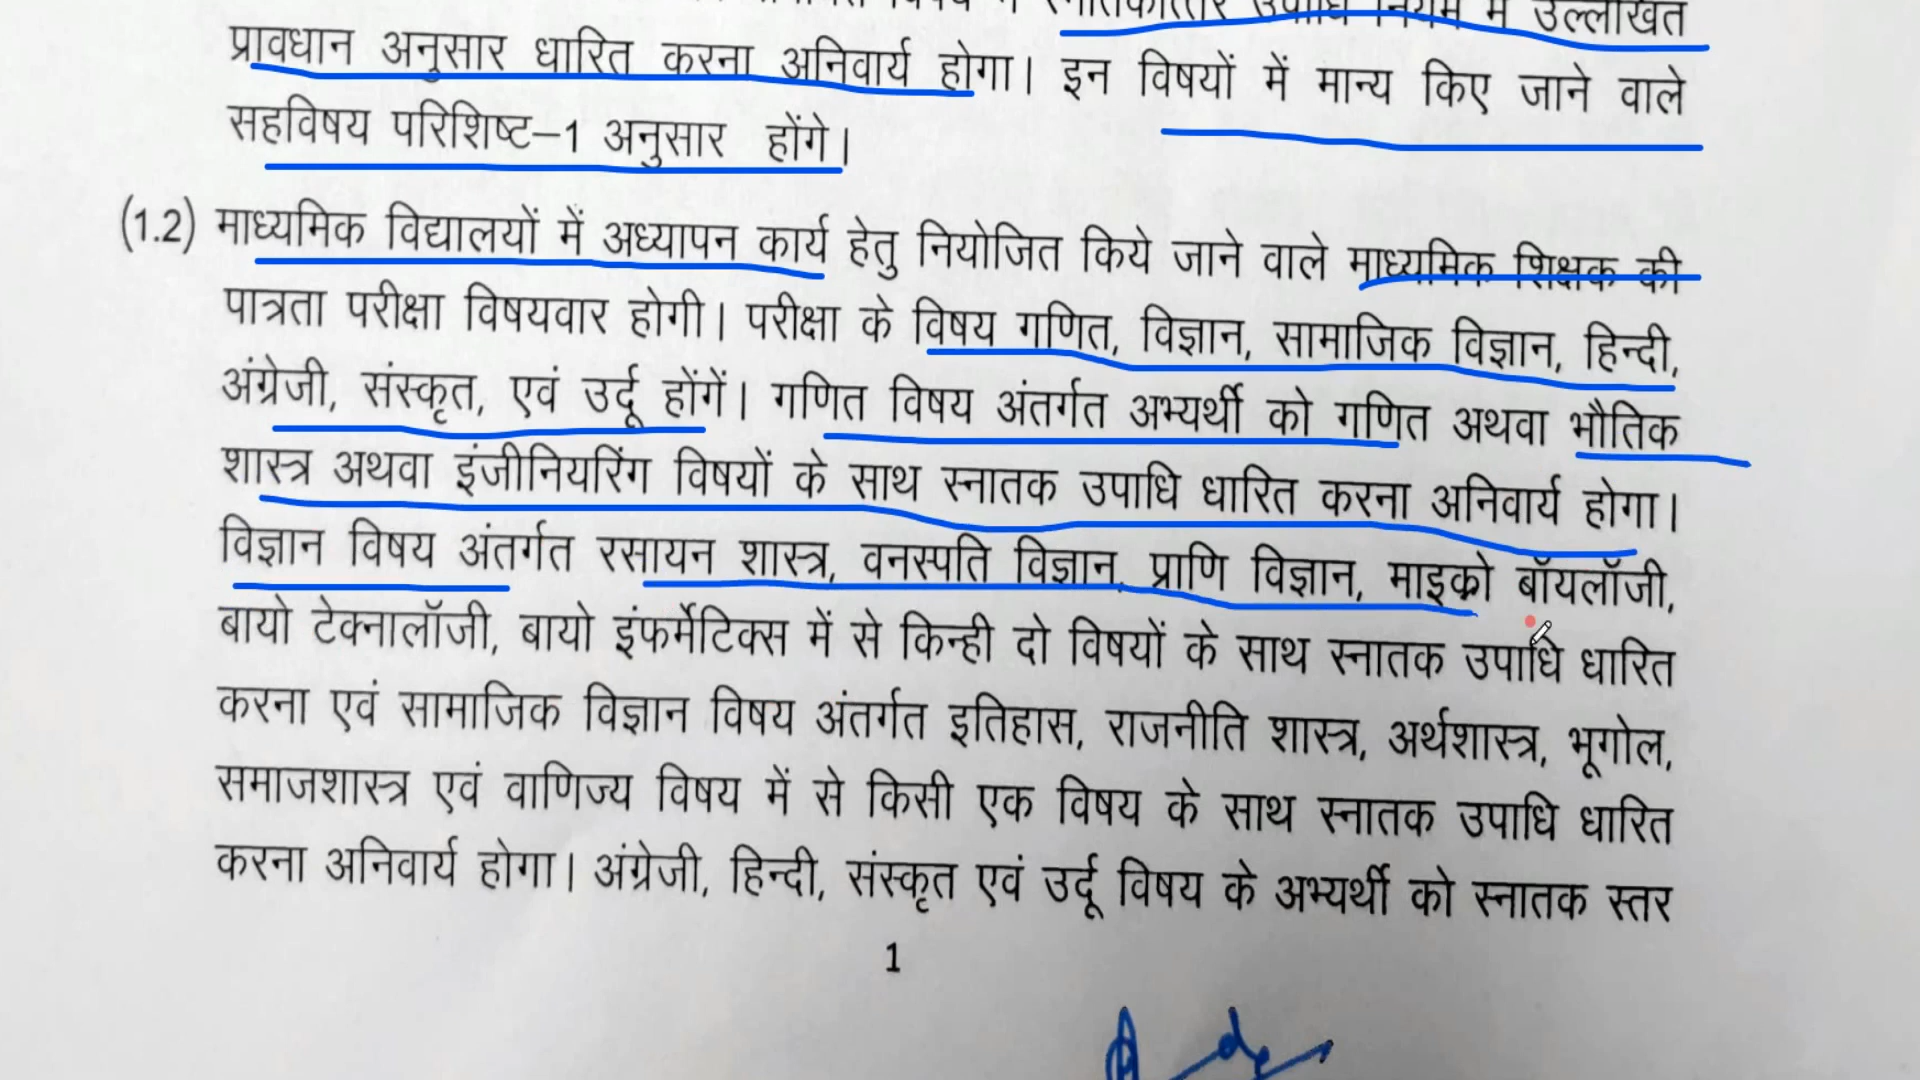 उपाधि नियम में उल्लेखित
प्रावधान अनुसार धारित करना अनिवार्य होगा। इन विषयों में मान्य किए जाने वाले
सहविषय परिशिष्ट–1 अनुसार होंगे।
(1.2) माध्यमिक विद्यालयों में अध्यापन कार्य हेतु नियोजित किये जाने वाले माध्यमिक शिक्षक की
पात्रता परीक्षा विषयवार होगी। परीक्षा के विषय गणित, विज्ञान, सामाजिक विज्ञान, हिन्दी,
अंग्रेजी, संस्कृत, एवं उर्दू होंगें। गणित विषय अंतर्गत अभ्यर्थी को गणित अथवा भौतिक
शास्त्र अथवा इंजीनियरिंग विषयों के साथ स्नातक उपाधि धारित करना अनिवार्य होगा।
विज्ञान विषय अंतर्गत रसायन शास्त्र, वनस्पति विज्ञान, प्राणि विज्ञान, माइको बॉयलॉजी,
बायो टेक्नालॉजी, बायो इंफर्मेटिक्स में से किन्ही दो विषयों के साथ स्नातक उपाधि धारित
करना एवं सामाजिक विज्ञान विषय अंतर्गत इतिहास, राजनीति शास्त्र, अर्थशास्त्र, भूगोल,
समाजशास्त्र एवं वाणिज्य विषय में से किसी एक विषय के साथ स्नातक उपाधि धारित
करना अनिवार्य होगा। अंग्रेजी, हिन्दी, संस्कृत एवं उर्दू विषय के अभ्यर्थी को स्नातक स्तर
1